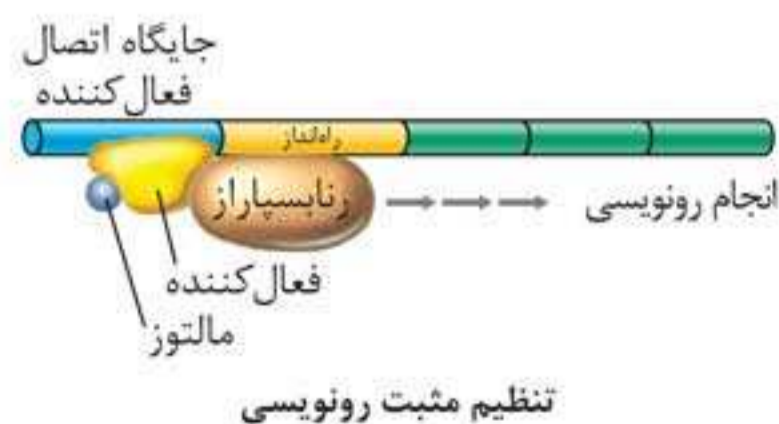 جایگاه اتصال
فعال‌کننده
راه‌انداز
رنابسپاراز
انجام رونویسی
فعال‌کننده
مالتوز
تنظیم مثبت رونویسی